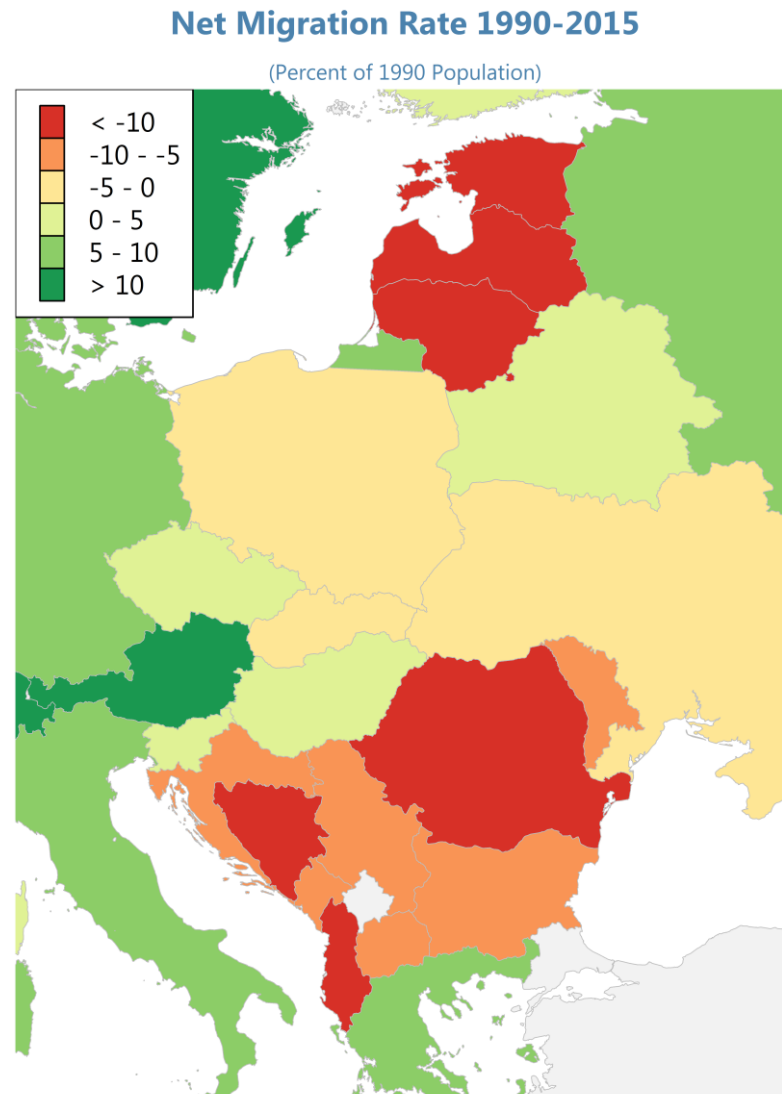 Net Migration Rate 1990-2015
(Percent of 1990 Population)
< -10
-10 - -5
-5 - 0
0 - 5
5 - 10
> 10